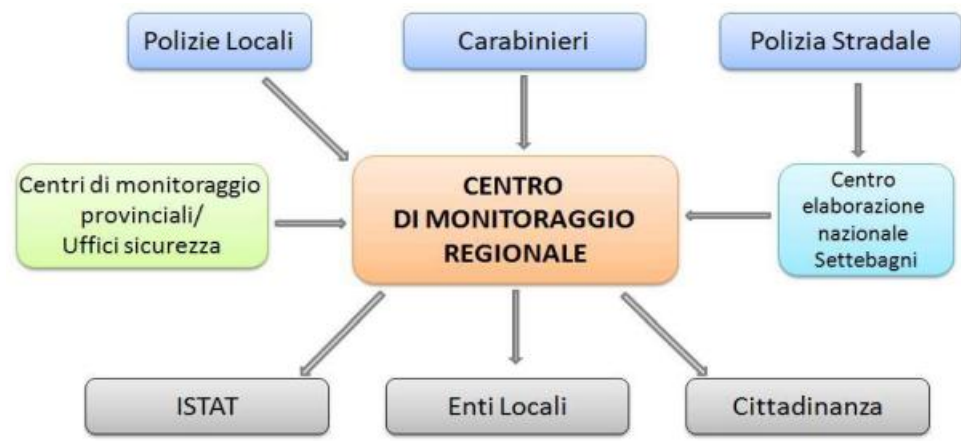 Polizie Locali
Carabinieri
Polizia Stradale
Centri di monitoraggio
provinciali/
Uffici sicurezza
CENTRO
DI MONITORAGGIO
REGIONALE
Centro
elaborazione
nazionale
Settebagni
ISTAT
Enti Locali
Cittadinanza